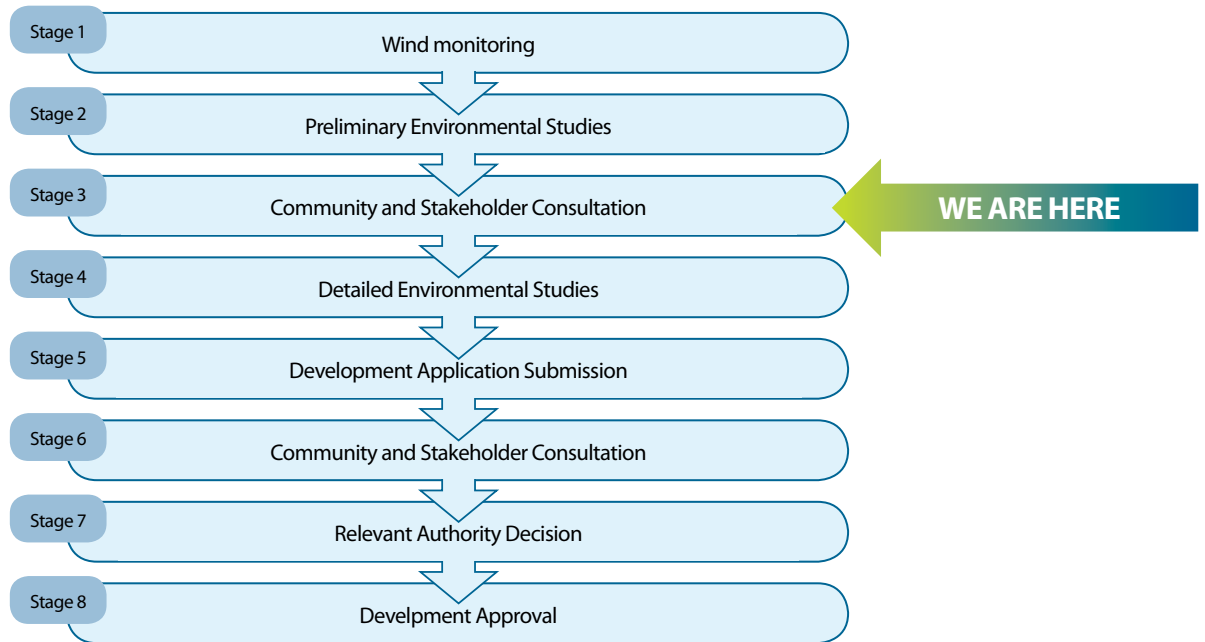 Stage 1
Wind monitoring
Stage 2
Preliminary Environmental Studies
Stage 3
Community and Stakeholder Consultation
WE ARE HERE
Stage 4
Detailed Environmental Studies
Stage 5
Development Application Submission
Stage 6
Community and Stakeholder Consultation
Stage 7
Relevant Authority Decision
Stage 8
Develpment Approval